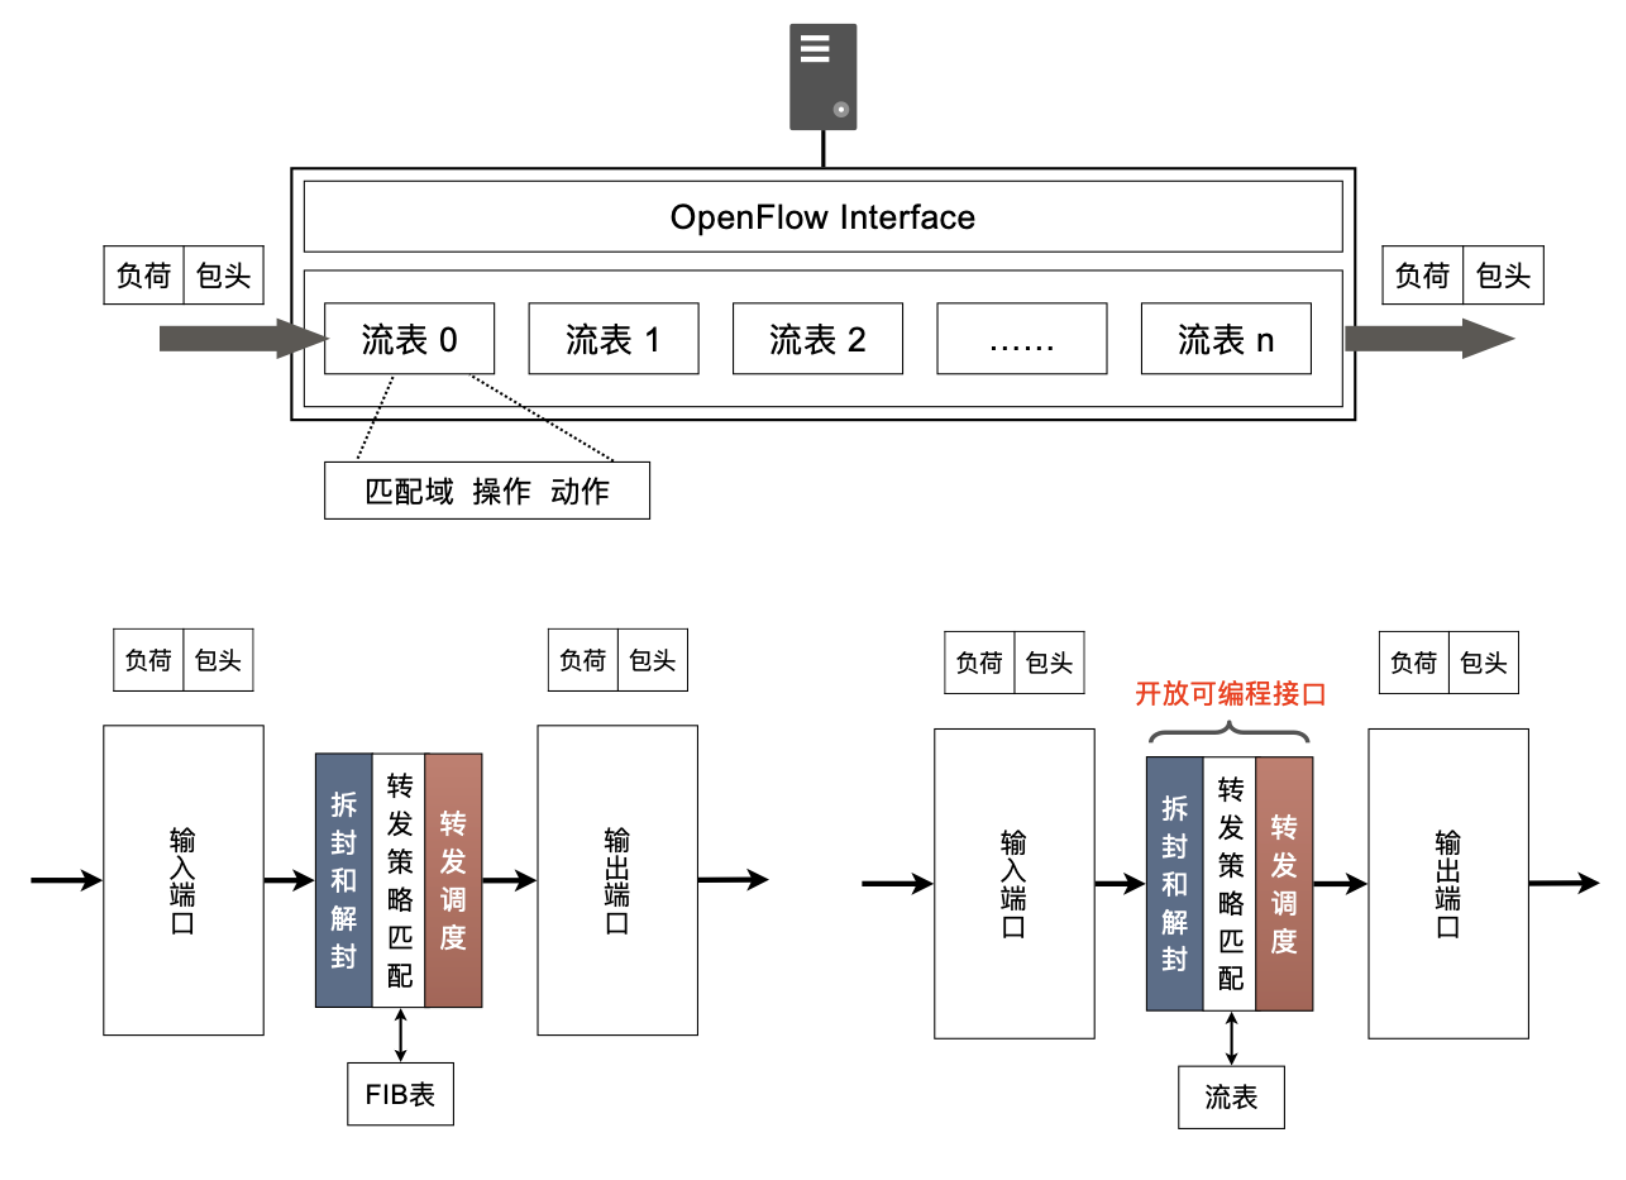 OpenFlow Interface
负荷 包头
负荷 包头
流表 0
流表 1
流表 2
……
流表 n
匹配域 操作 动作
负荷 包头
负荷 包头
输入端口
拆封和解封
转发策略匹配
转发调度
输出端口
FIB表
负荷 包头
负荷 包头
开放可编程接口
输入端口
拆封和解封
转发策略匹配
转发调度
输出端口
流表